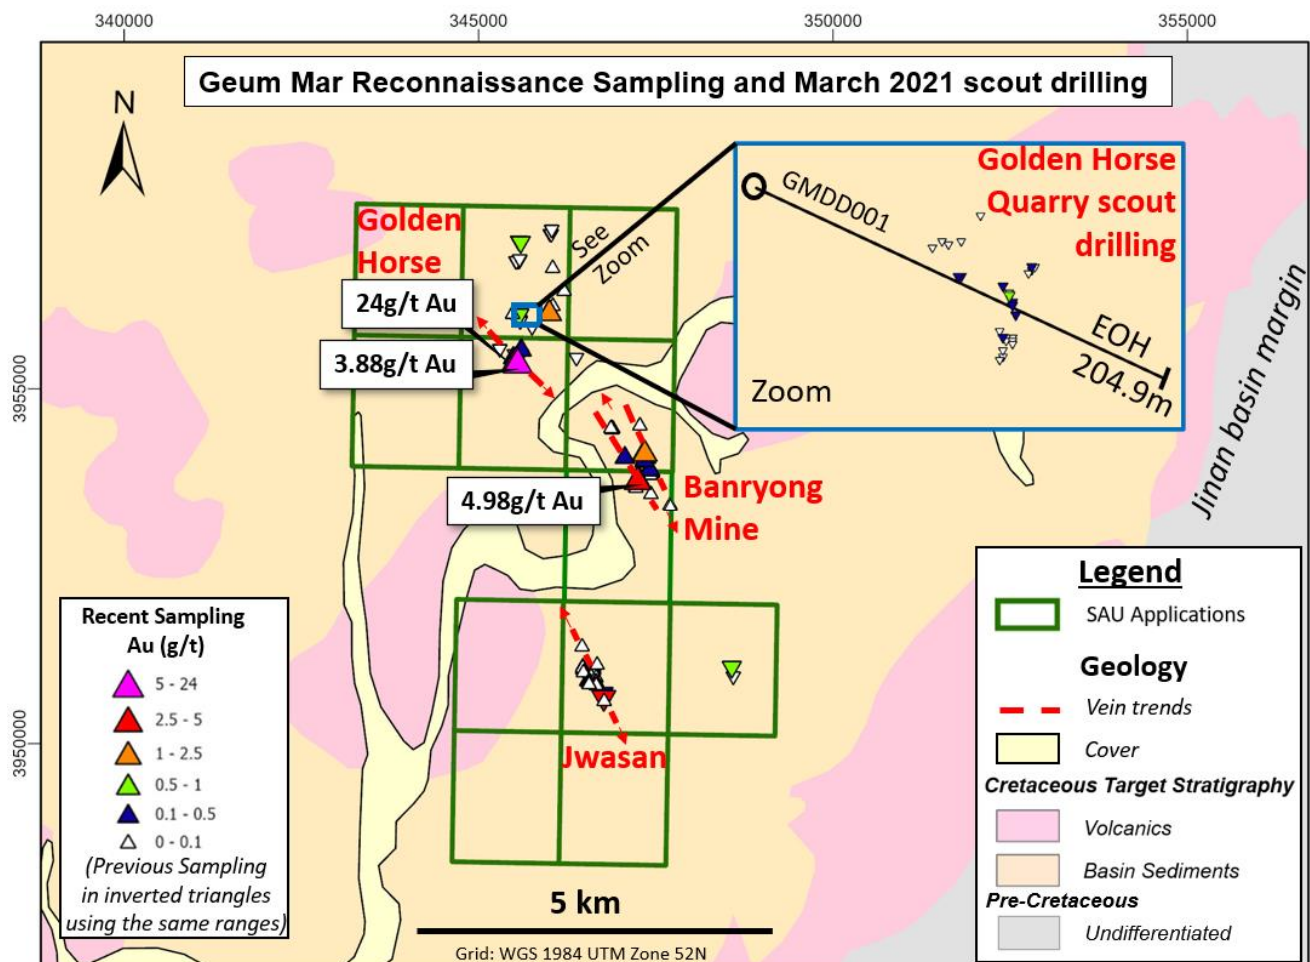 340000
345000
350000
355000
Geum Mar Reconnaissance Sampling and March 2021 scout drilling
N
Golden Horse
Quarry scout
drilling
GMDD001
EOH
204.9m
Zoom
Golden
Horse
See
Zoom
24g/t Au
3.88g/t Au
3955000
Jinan basin margin
4.98g/t Au
Banryong
Mine
Jwasan
3950000
Recent Sampling
Au (g/t)
5 - 24
2.5 - 5
1 - 2.5
0.5 - 1
0.1 - 0.5
0 - 0.1
(Previous Sampling
in inverted triangles
using the same ranges)
5 km
Grid: WGS 1984 UTM Zone 52N
Legend
SAU Applications
Geology
Vein trends
Cover
Cretaceous Target Stratigraphy
Volcanics
Basin Sediments
Pre-Cretaceous
Undifferentiated